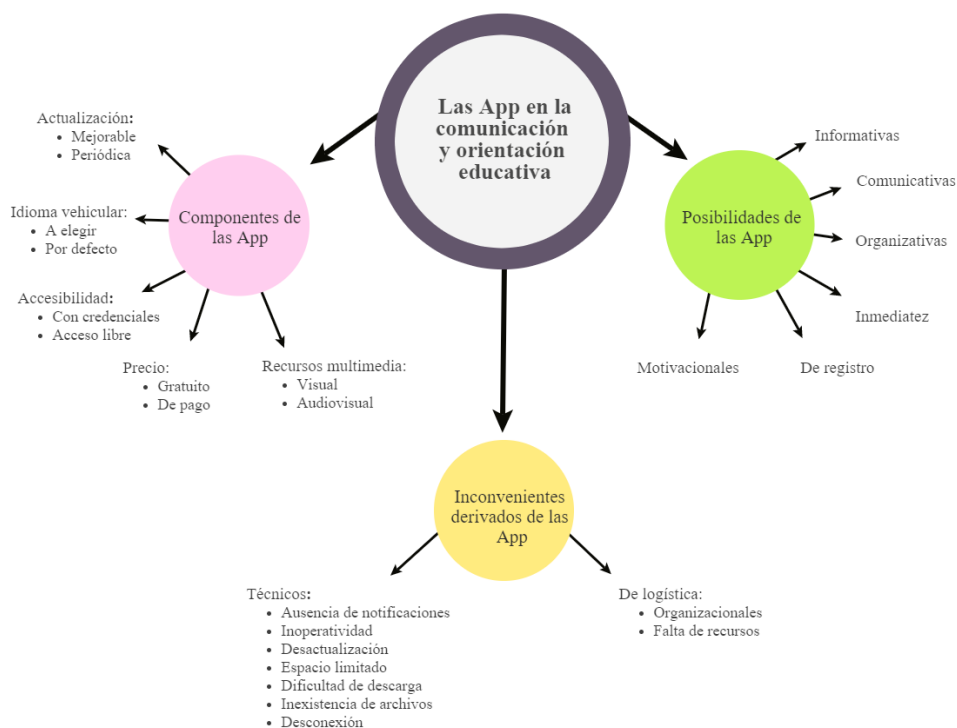 Las App en la
comunicación
y orientación
educativa
Componentes de
las App
Actualización:
• Mejorable
• Periódica
Idioma vehicular:
• A elegir
• Por defecto
Accesibilidad:
• Con credenciales
• Acceso libre
Precio:
• Gratuito
• De pago
Recursos multimedia:
• Visual
• Audiovisual
Posibilidades de
las App
Informativas
Comunicativas
Organizativas
Inmediatez
De registro
Motivacionales
Inconvenientes
derivados de las
App
Técnicos:
• Ausencia de notificaciones
• Inoperatividad
• Desactualización
• Espacio limitado
• Dificultad de descarga
• Inexistencia de archivos
• Desconexión
De logística:
• Organizacionales
• Falta de recursos